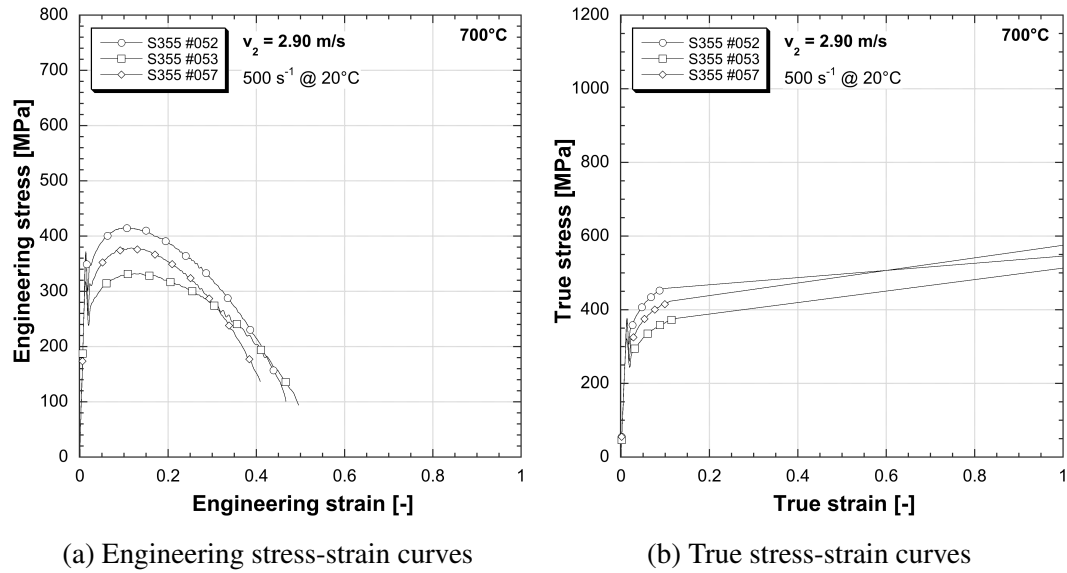 800
700
600
500
400
300
200
100
0
Engineering stress [MPa]
S355 #052
S355 #053
S355 #057
v2 = 2.90 m/s
500 s-1 @ 20°C
700°C
0 0.2 0.4 0.6 0.8 1
Engineering strain [-]
(a) Engineering stress-strain curves
1200
1000
800
600
400
200
0
True stress [MPa]
S355 #052
S355 #053
S355 #057
v2 = 2.90 m/s
500 s-1 @ 20°C
700°C
0 0.2 0.4 0.6 0.8 1
True strain [-]
(b) True stress-strain curves